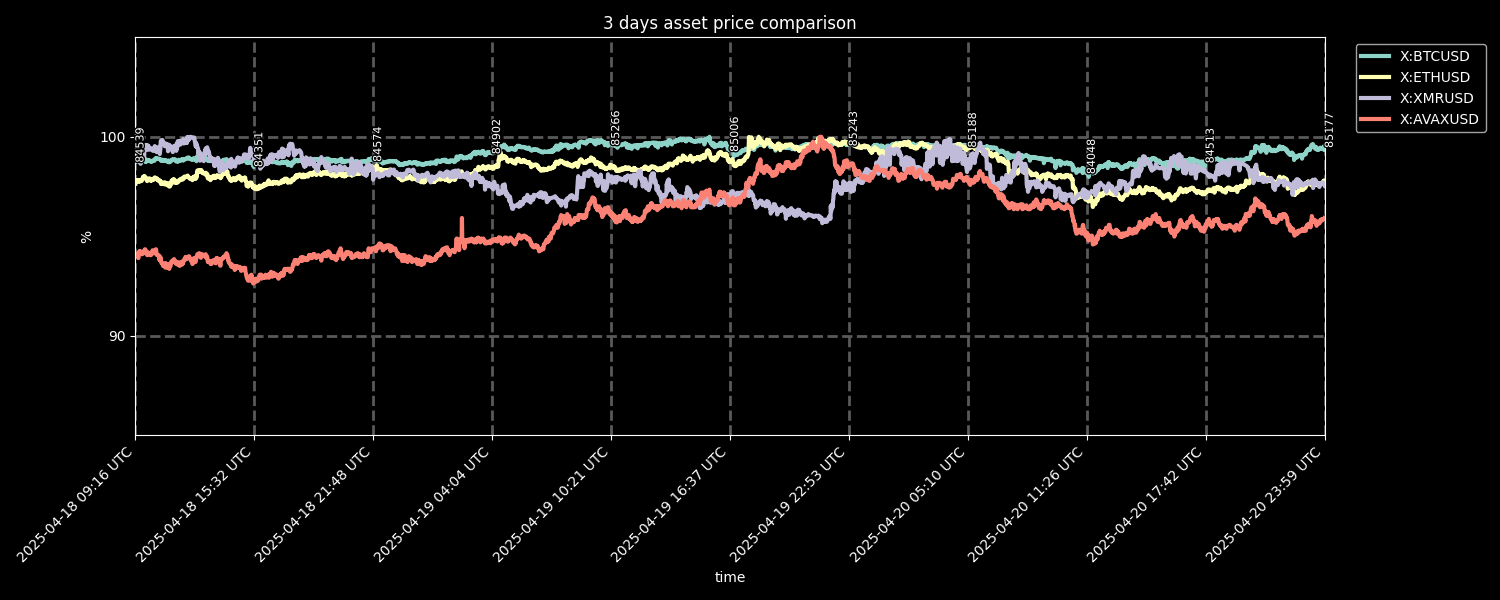 3 days asset price comparison
X:BTCUSD
X:ETHUSD
X:XMRUSD
X:AVAXUSD
100
90
%
84539
84351
84574
84902
85266
85006
85243
85188
84048
84513
85177
2025-04-18 09:16 UTC
2025-04-18 15:32 UTC
2025-04-18 21:48 UTC
2025-04-19 04:04 UTC
2025-04-19 10:21 UTC
2025-04-19 16:37 UTC
2025-04-19 22:53 UTC
2025-04-20 05:10 UTC
2025-04-20 11:26 UTC
2025-04-20 17:42 UTC
2025-04-20 23:59 UTC
time